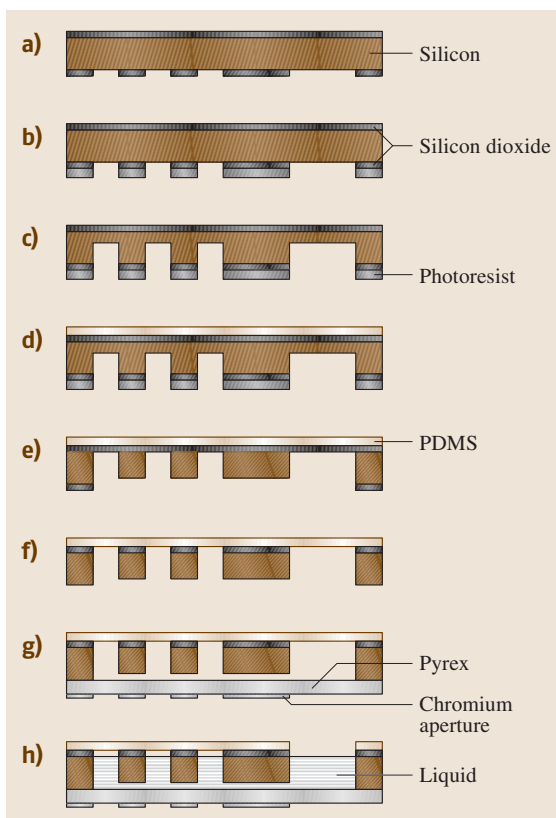 a)
Silicon
b)
Silicon dioxide
c)
Photoresist
d)
e)
PDMS
f)
g)
Pyrex
Chromium
aperture
h)
Liquid